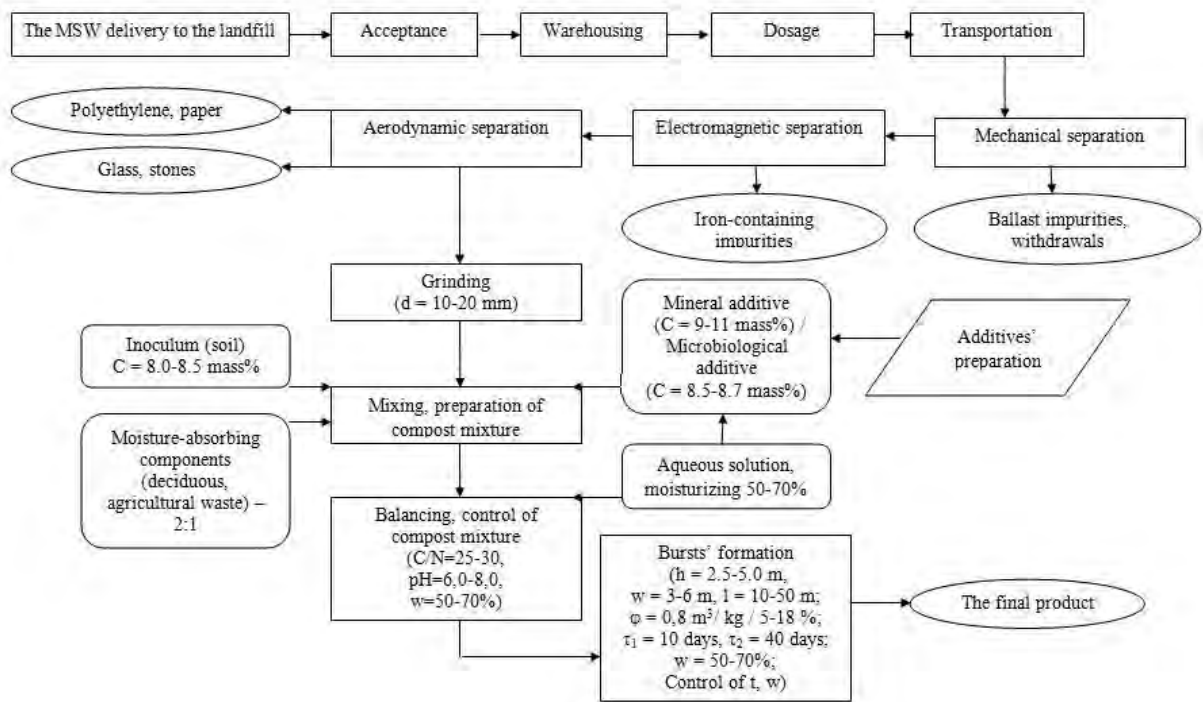 The MSW delivery to the landfill
Acceptance
Warehousing
Dosage
Transportation
Polyethylene, paper
Aerodynamic separation
Electromagnetic separation
Mechanical separation
Glass, stones
Iron-containing
impurities
Ballast impurities,
withdrawals
Grinding
(d = 10-20 mm)
Mineral additive
(C = 9-11 mass%) /
Microbiological
additive
(C = 8.5-8.7 mass%)
Additives’
preparation
Inoculum (soil)
C = 8.0-8.5 mass%
Mixing, preparation of
compost mixture
Moisture-absorbing
components
(deciduous,
agricultural waste) –
2:1
Aqueous solution,
moisturizing 50-70%
Balancing, control of
compost mixture
(C/N=25-30,
pH=6,0-8,0,
w=50-70%)
Bursts’ formation
(h = 2.5-5.0 m,
w = 3-6 m, l = 10-50 m;
φ = 0,8 m³/ kg / 5-18 %;
τ₁ = 10 days, τ₂ = 40 days;
w = 50-70%;
Control of t, w)
The final product